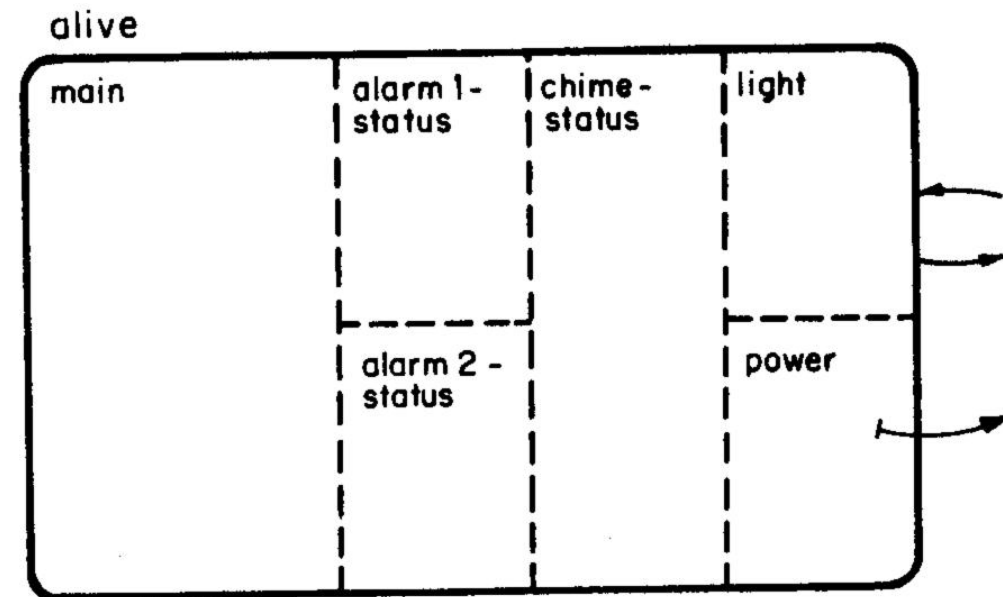 alive
main
alarm 1-
status
chime-
status
light
alarm 2-
status
power